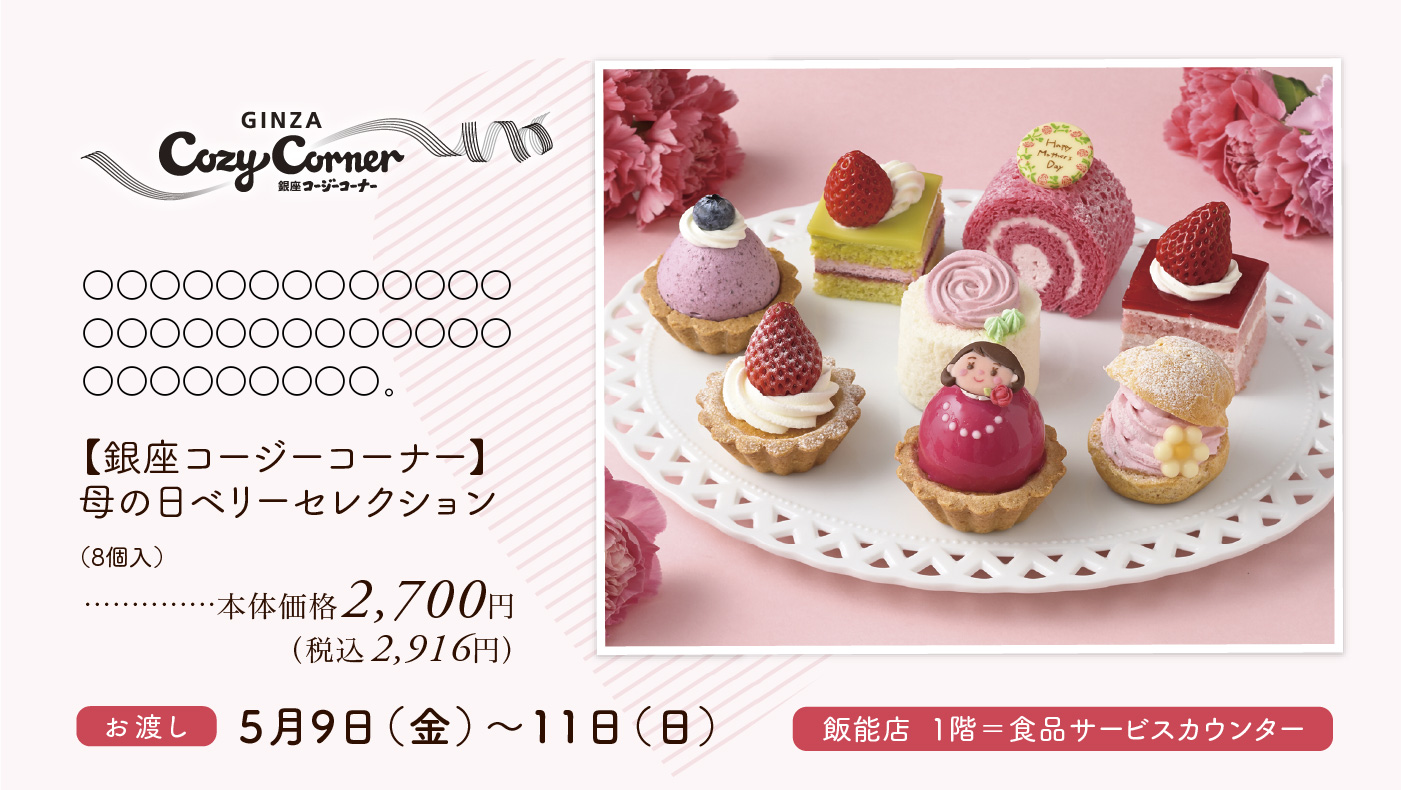 GINZA
Cozy Corner
銀座コージーコーナー
〇〇〇〇〇〇〇〇〇〇〇〇〇
〇〇〇〇〇〇〇〇〇〇〇〇〇
〇〇〇〇〇〇〇〇〇。
【銀座コージーコーナー】
母の日ベリーセレクション
（8個入）
……………本体価格2,700円
（税込2,916円）
Happy
Mother's
Day
お渡し 5月9日（金）～11日（日）
飯能店 1階＝食品サービスカウンター